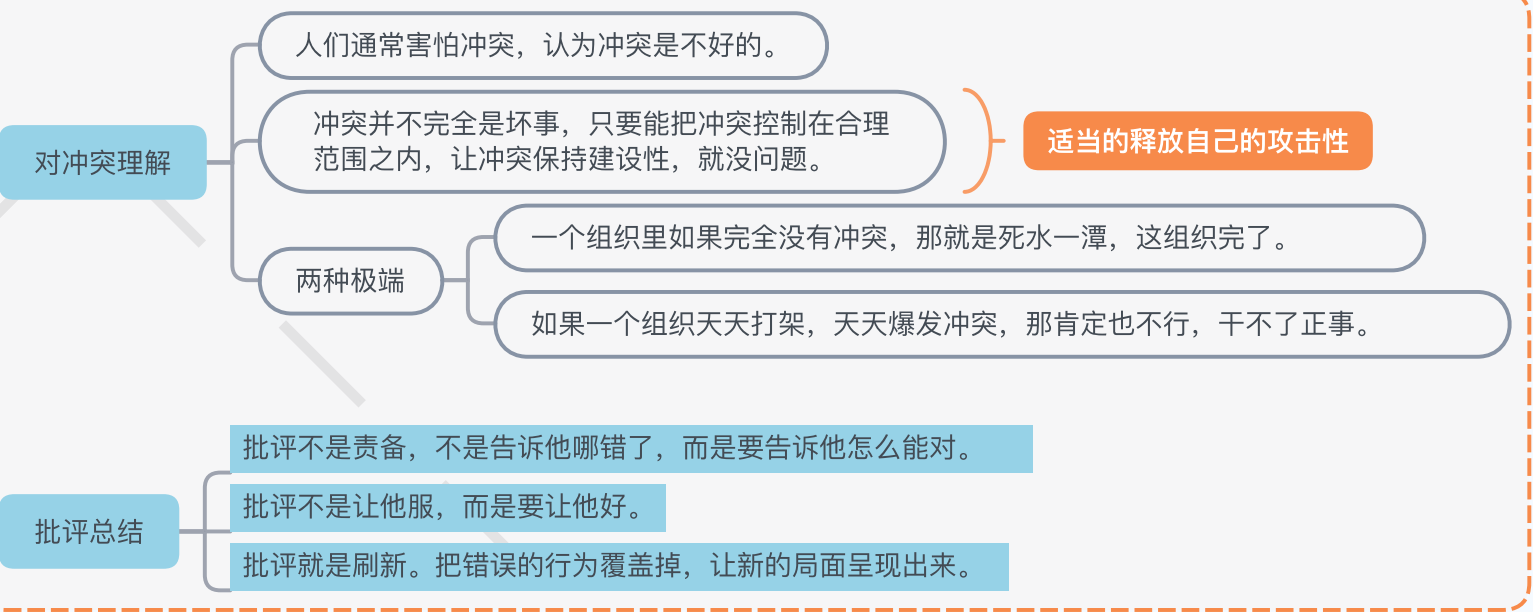 人们通常害怕冲突，认为冲突是不好的。
冲突并不完全是坏事，只要能把冲突控制在合理
范围之内，让冲突保持建设性，就没问题。
适当的释放自己的攻击性
对冲突理解
一个组织里如果完全没有冲突，那就是死水一潭，这组织完了。
两种极端
如果一个组织天天打架，天天爆发冲突，那肯定也不行，干不了正事。
批评不是责备，不是告诉他哪错了，而是要告诉他怎么能对。
批评不是让他服，而是要让他好。
批评总结
批评就是刷新。把错误的行为覆盖掉，让新的局面呈现出来。